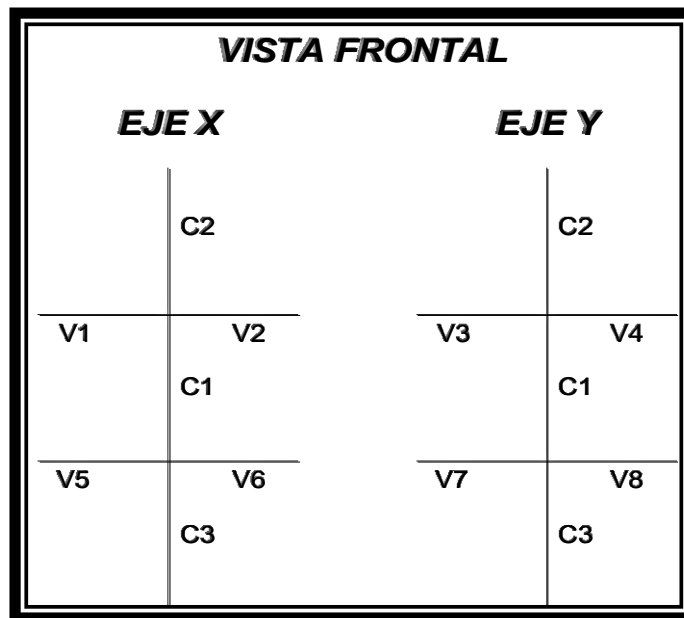 VISTA FRONTAL
EJE X EJE Y
C2 C2
V1 V2 V3 V4
C1 C1
V5 V6 V7 V8
C3 C3